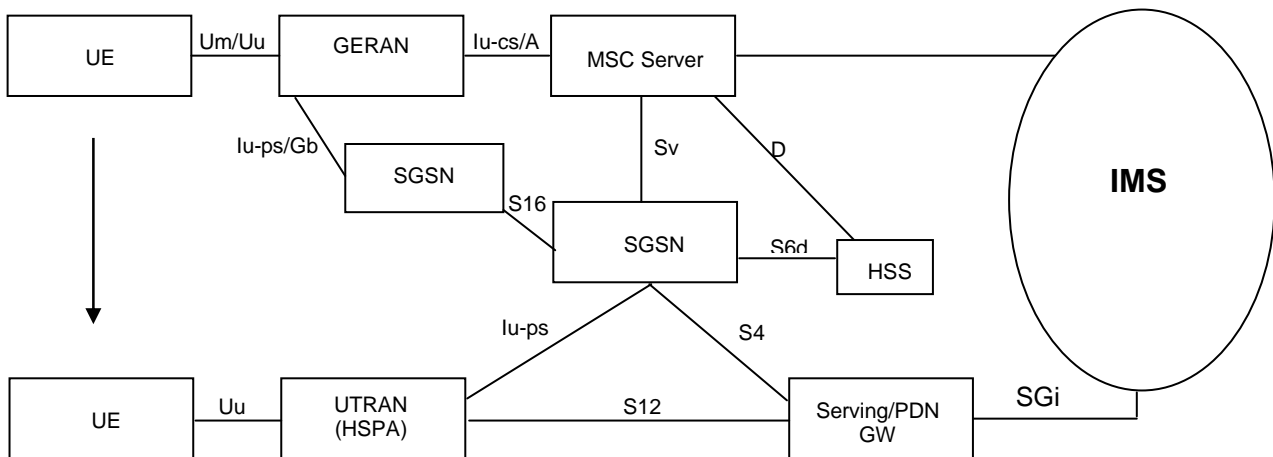 UE
Um/Uu
GERAN
Iu-cs/A
MSC Server
Iu-ps/Gb
SGSN
S16
Sv
D
IMS
SGSN
S6d
HSS
Iu-ps
S4
UE
Uu
UTRAN
(HSPA)
S12
Serving/PDN
GW
SGi